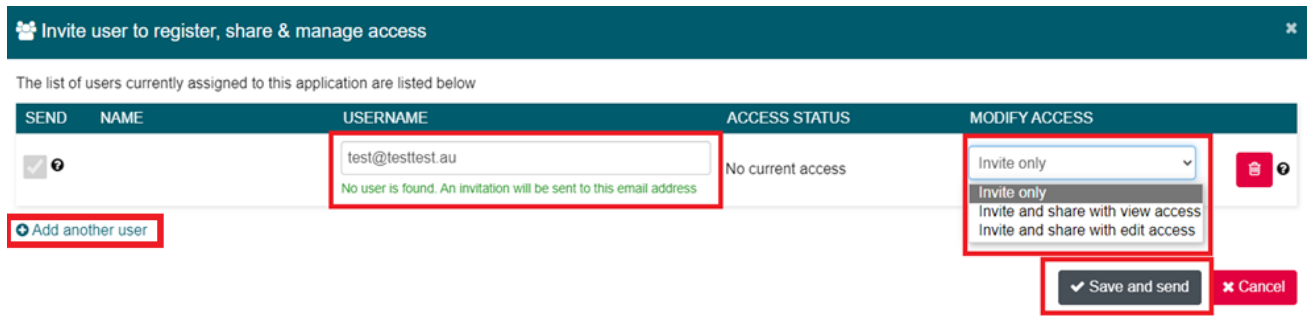 Invite user to register, share & manage access
The list of users currently assigned to this application are listed below
SEND NAME USERNAME ACCESS STATUS MODIFY ACCESS
test@testtest.au
No user is found. An invitation will be sent to this email address
No current access
Invite only
Invite only
Invite and share with view access
Invite and share with edit access
Add another user
Save and send
Cancel